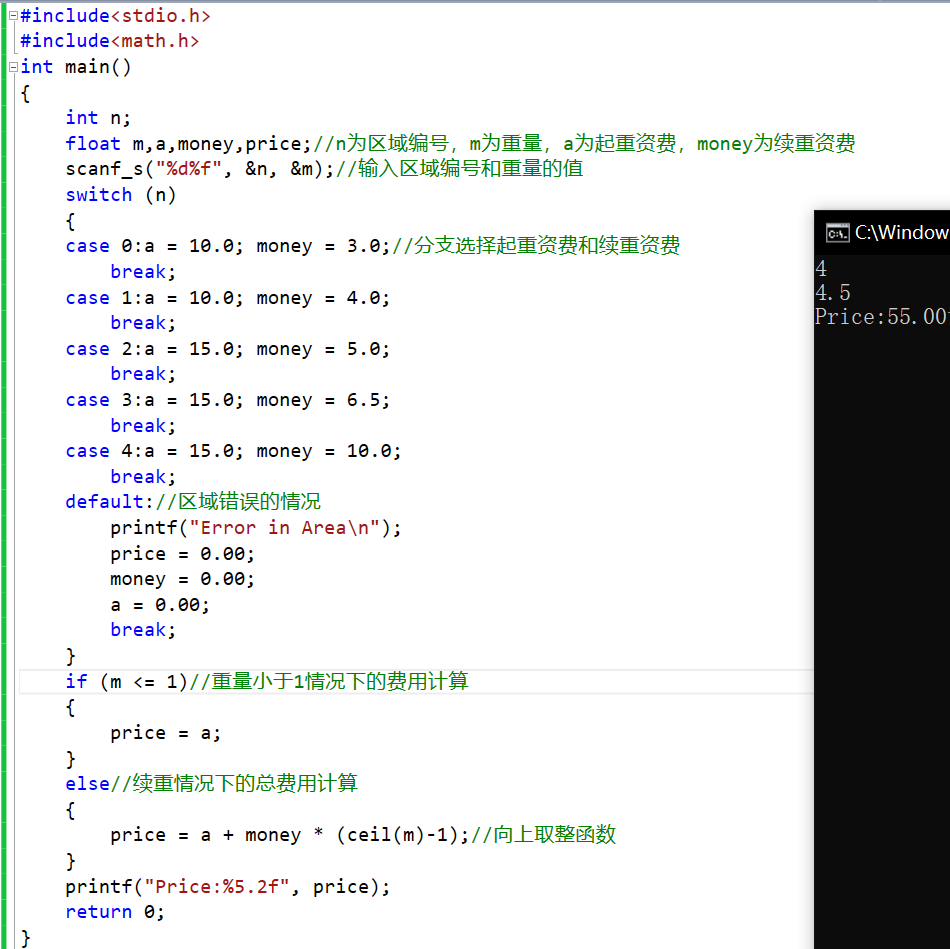 #include<stdio.h>
#include<math.h>
int main()
{
    int n;
    float m,a,money,price;//n为区域编号，m为重量，a为起重资费，money为续重资费
    scanf_s("%d%f", &n, &m);//输入区域编号和重量的值
    switch (n)
    {
    case 0:a = 10.0; money = 3.0;//分支选择起重资费和续重资费
        break;
    case 1:a = 10.0; money = 4.0;
        break;
    case 2:a = 15.0; money = 5.0;
        break;
    case 3:a = 15.0; money = 6.5;
        break;
    case 4:a = 15.0; money = 10.0;
        break;
    default://区域错误的情况
        printf("Error in Area\n");
        price = 0.00;
        money = 0.00;
        a = 0.00;
        break;
    }
    if (m <= 1)//重量小于1情况下的费用计算
    {
        price = a;
    }
    else//续重情况下的总费用计算
    {
        price = a + money * (ceil(m)-1);//向上取整函数
    }
    printf("Price:%5.2f", price);
    return 0;
}
C:\Window
4
4.5
Price:55.00